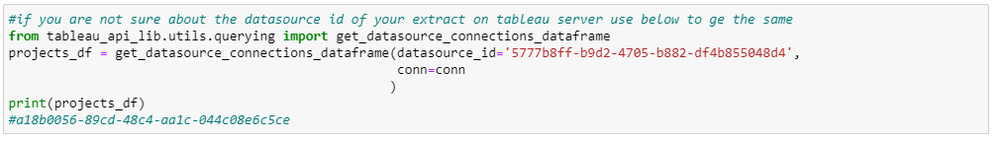 #if you are not sure about the datasource id of your extract on tableau server use below to ge the same
from tableau_api_lib.utils.querying import get_datasource_connections_dataframe
projects_df = get_datasource_connections_dataframe(datasource_id='5777b8ff-b9d2-4705-b882-df4b855048d4',
conn=conn
)
print(projects_df)
#a18b0056-89cd-48c4-aa1c-044c08e6c5ce